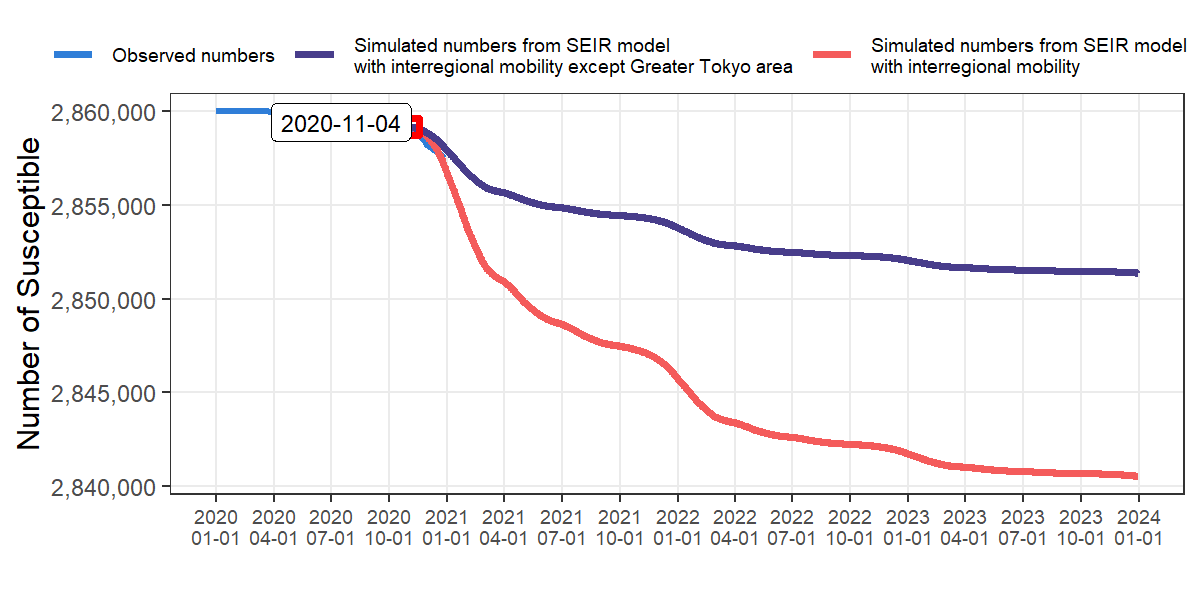 Observed numbers
Simulated numbers from SEIR model
with interregional mobility except Greater Tokyo area
Simulated numbers from SEIR model
with interregional mobility
Number of Susceptible
2,860,000
2,855,000
2,850,000
2,845,000
2,840,000
2020-11-04
2020 2020 2020 2020 2021 2021 2021 2021 2022 2022 2022 2022 2023 2023 2023 2023 2024
01-01 04-01 07-01 10-01 01-01 04-01 07-01 10-01 01-01 04-01 07-01 10-01 01-01 04-01 07-01 10-01 01-01